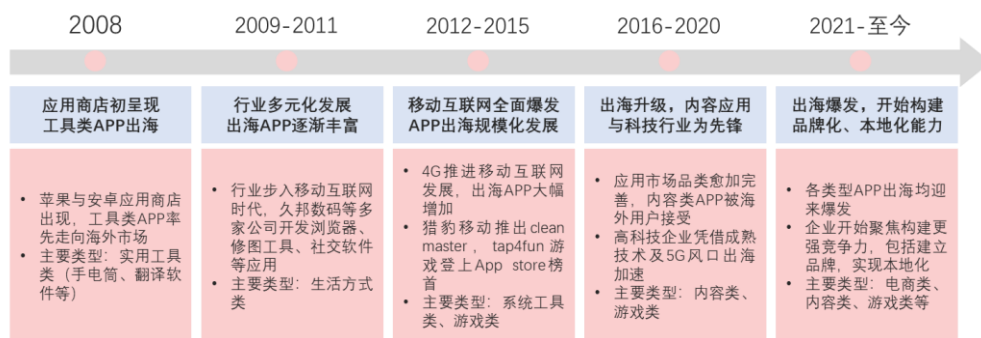 2008
2009-2011
2012-2015
2016-2020
2021-至今
应用商店初呈现
工具类APP出海
行业多元化发展
出海APP逐渐丰富
移动互联网全面爆发
APP出海规模化发展
出海升级，内容应用
与科技行业为先锋
出海爆发，开始构建
品牌化、本地化能力
• 苹果与安卓应用商店
出现，工具类APP率
先走向海外市场
• 主要类型：实用工具
类（手电筒、翻译软
件等）
• 行业步入移动互联网
时代，久邦数码等多
家公司开发浏览器、
修图工具、社交软件
等应用
• 主要类型：生活方式
类
• 4G推进移动互联网
发展，出海APP大幅
增加
• 猎豹移动推出clean
master，tap4fun游
戏登上App store榜
首
• 主要类型：系统工具
类、游戏类
• 应用市场品类愈加完
善，内容类APP被海
外用户接受
• 高科技企业凭借成熟
技术及5G风口出海
加速
• 主要类型：内容类、
游戏类
• 各类型APP出海均迎
来爆发
• 企业开始聚焦构建更
强竞争力，包括建立
品牌，实现本地化
• 主要类型：电商类、
内容类、游戏类等